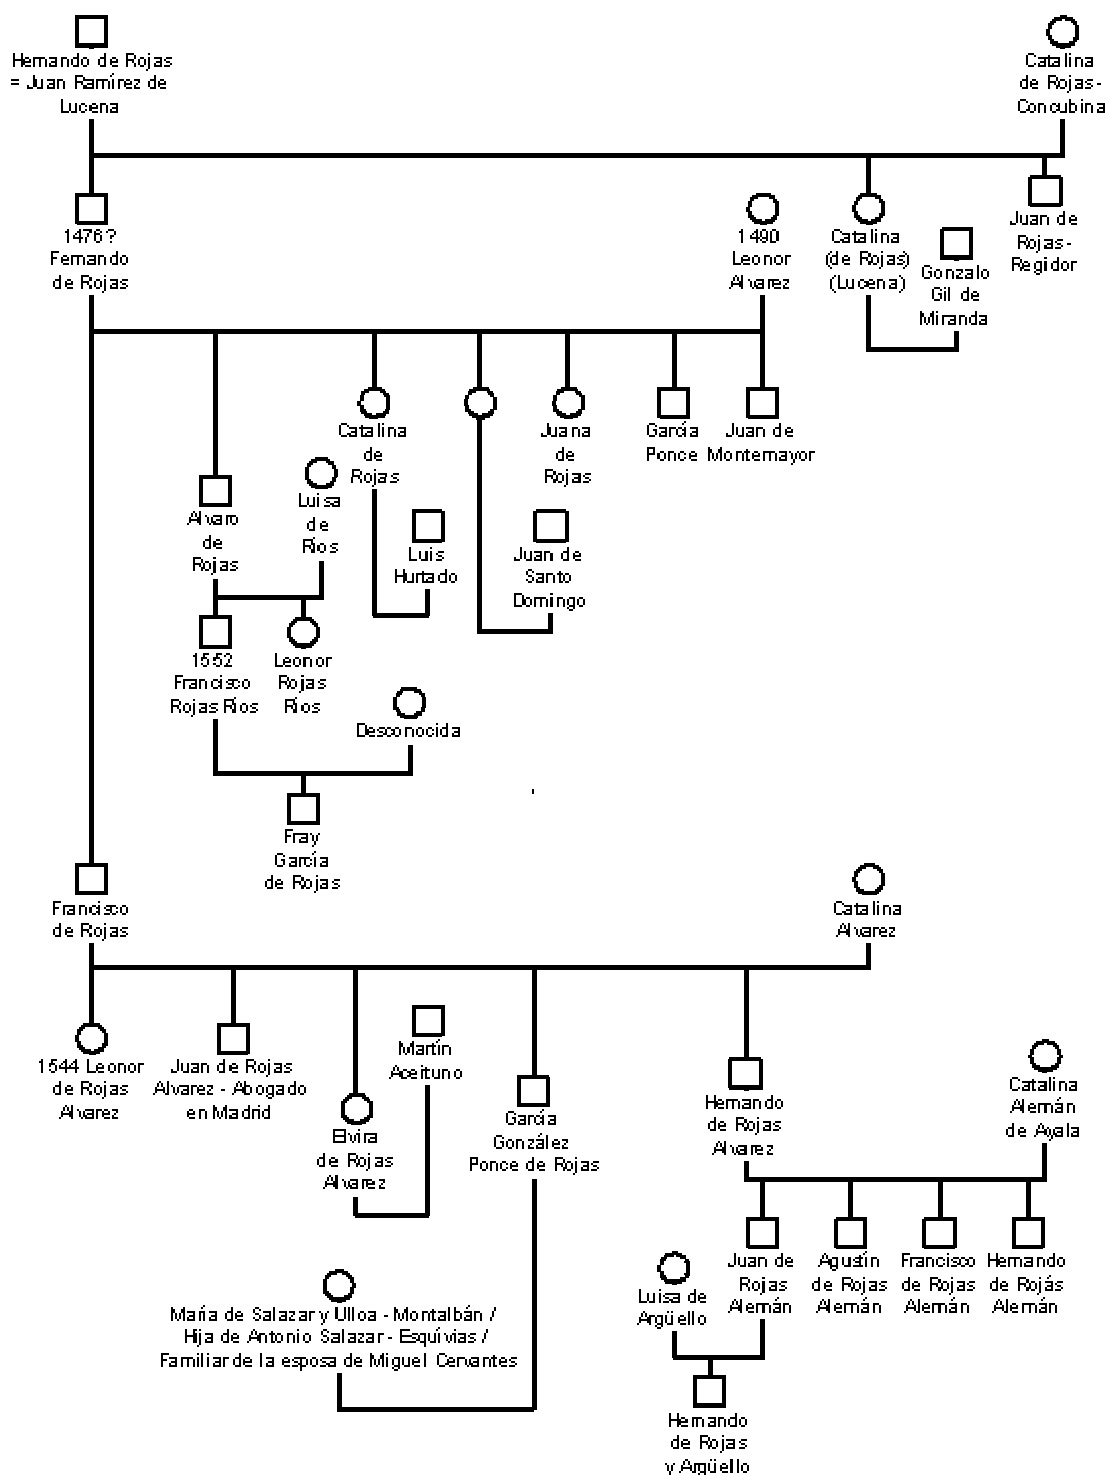 Hernando de Rojas
= Juan Ramírez de
Lucena
Catalina
de Rojas-
Concubina
1476?
Fernando
de Rojas
1490
Leonor
Alvarez
Catalina
(de Rojas)
(Lucena)
Gonzalo
Gil de
Miranda
Juan de
Rojas-
Regidor
Alvaro
de
Rojas
Luisa
de
Ríos
Catalina
de
Rojas
Luis
Hurtado
Juan de
Santo
Domingo
Juana
de
Rojas
García
Ponce
Juan de
Montemayor
1552
Francisco
Rojas Ríos
Leonor
Rojas
Ríos
Desconocida
Fray
García
de Rojas
Francisco
de Rojas
Catalina
Alvarez
1544 Leonor
de Rojas
Alvarez
Juan de Rojas
Alvarez - Abogado
en Madrid
Elvira
de Rojas
Alvarez
Martín
Aceituno
García
González
Ponce de Rojas
Hernando
de Rojas
Alvarez
Catalina
Alemán
de Ayala
María de Salazar y Ulloa - Montalbán /
Hija de Antonio Salazar - Esquívias /
Familiar de la esposa de Miguel Cervantes
Luisa de
Argüello
Juan de
Rojas
Alemán
Agustín
de Rojas
Alemán
Francisco
de Rojas
Alemán
Hernando
de Rojás
Alemán
Hernando
de Rojas
y Argüello